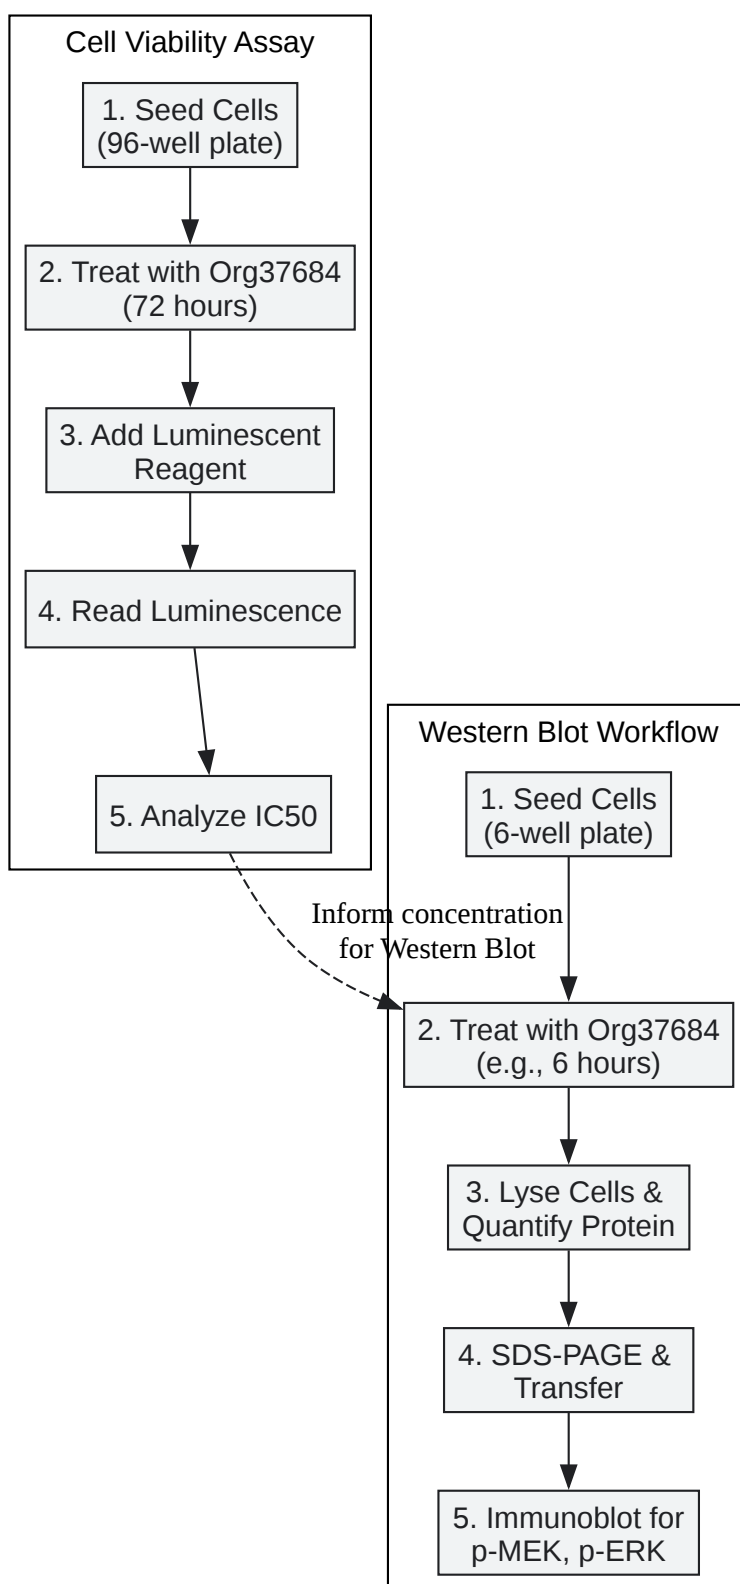 Cell Viability Assay
1. Seed Cells
(96-well plate)
2. Treat with Org37684
(72 hours)
3. Add Luminescent
Reagent
4. Read Luminescence
5. Analyze IC50
Inform concentration
for Western Blot
Western Blot Workflow
1. Seed Cells
(6-well plate)
2. Treat with Org37684
(e.g., 6 hours)
3. Lyse Cells &
Quantify Protein
4. SDS-PAGE &
Transfer
5. Immunoblot for
p-MEK, p-ERK